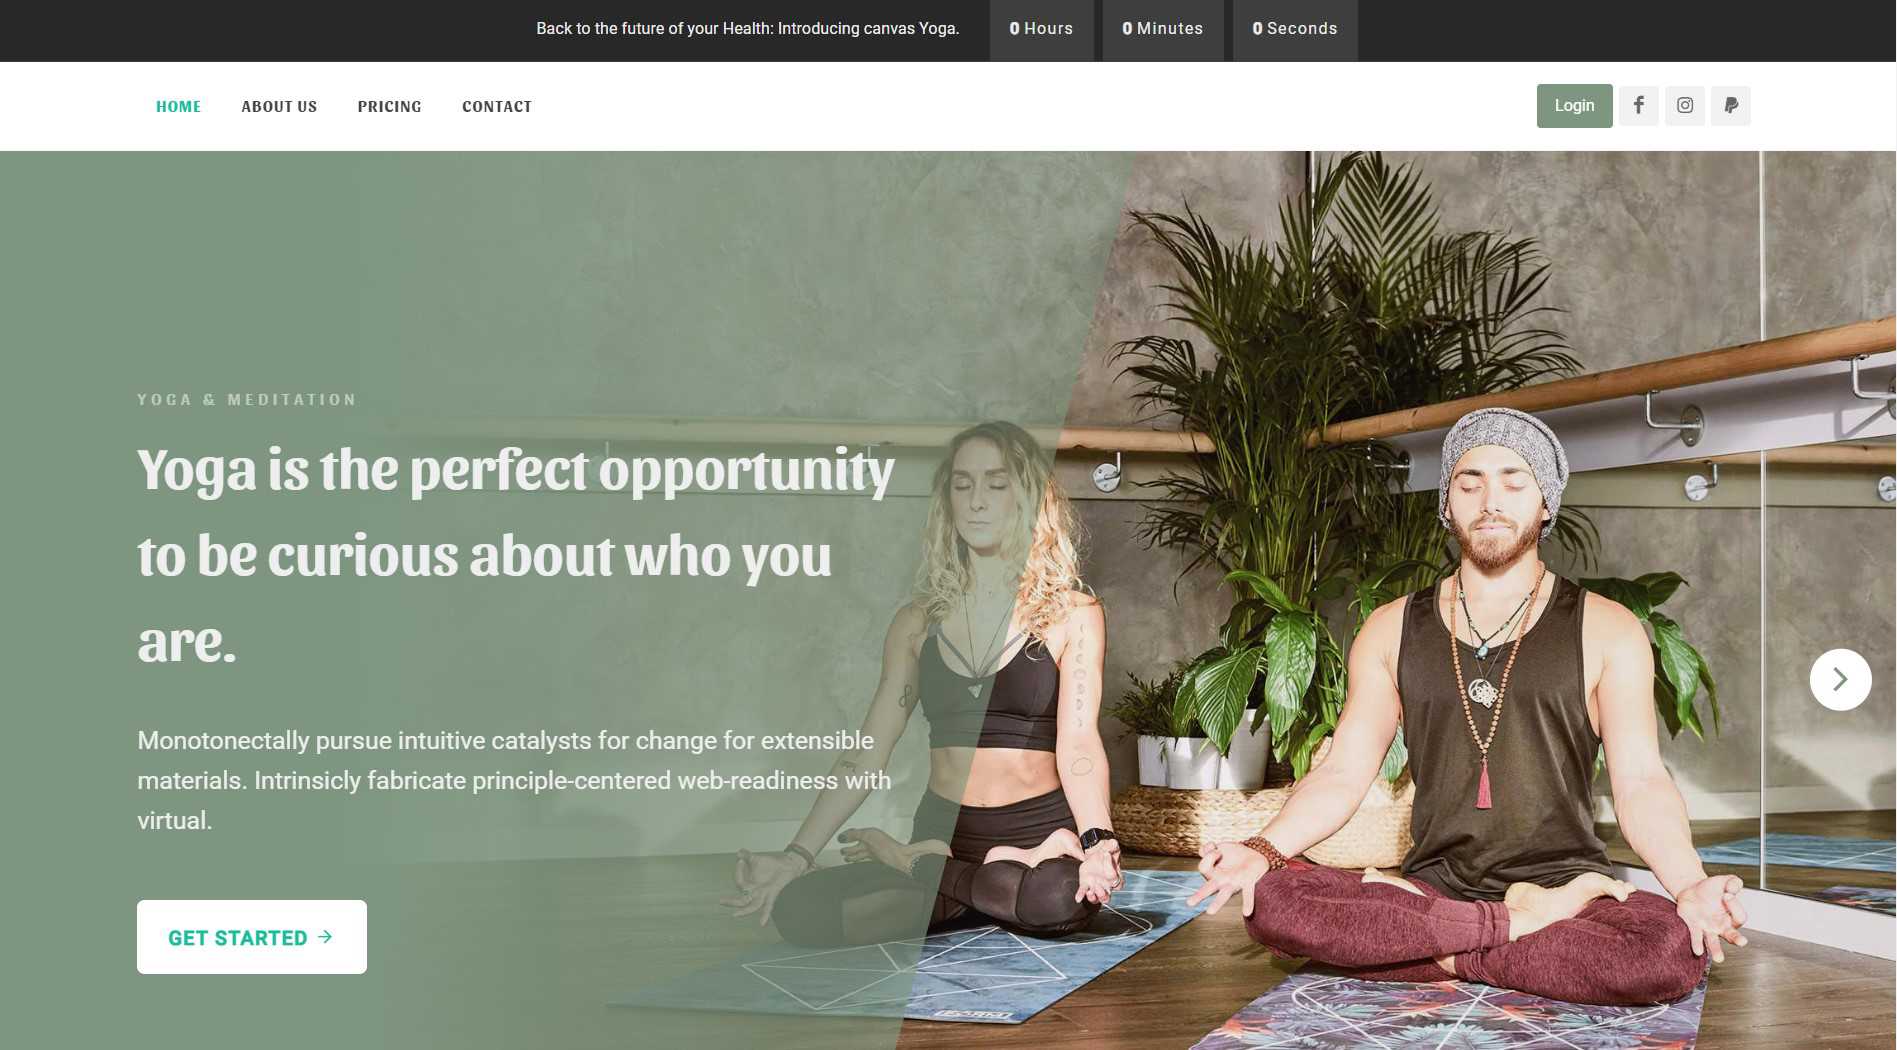 Back to the future of your Health: Introducing canvas Yoga. 0 Hours 0 Minutes 0 Seconds
HOME ABOUT US PRICING CONTACT Login
YOGA & MEDITATION
Yoga is the perfect opportunity
to be curious about who you
are.
Monotonectally pursue intuitive catalysts for change for extensible
materials. Intrinsicly fabricate principle-centered web-readiness with
virtual.
GET STARTED